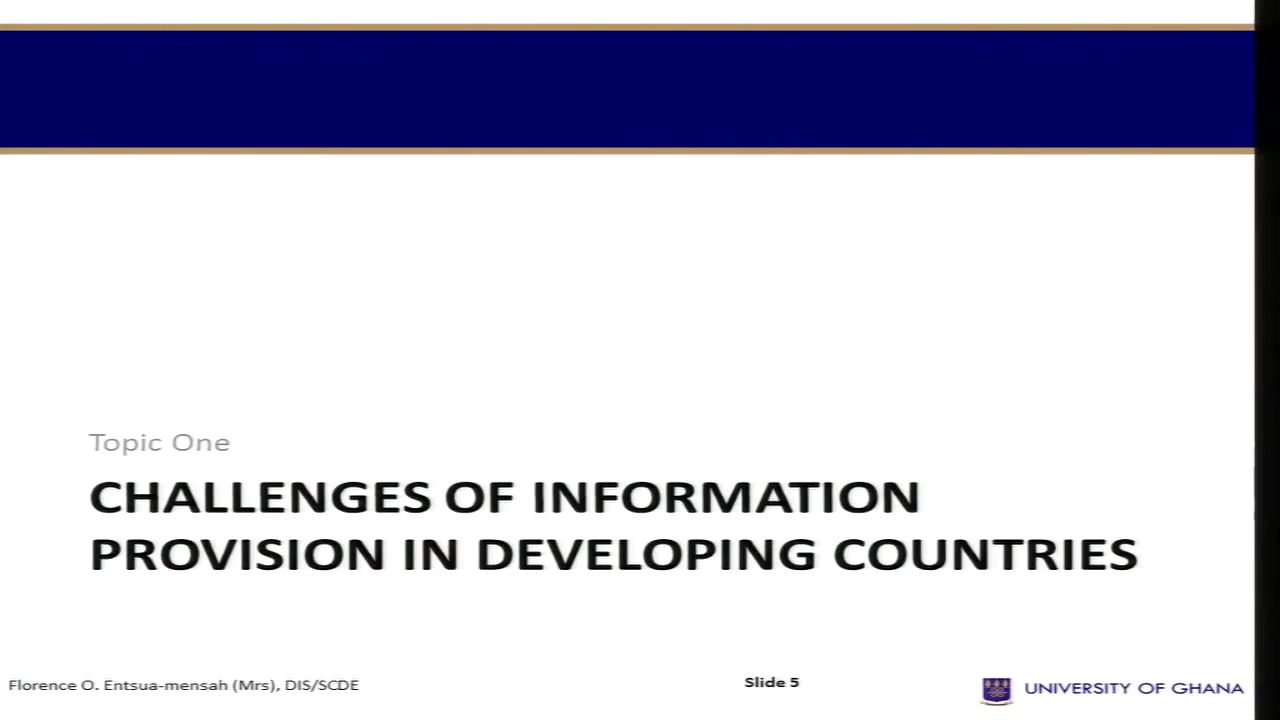 Topic One
CHALLENGES OF INFORMATION
PROVISION IN DEVELOPING COUNTRIES
Florence O. Entsua-mensah (Mrs), DIS/SCDE
Slide 5
UNIVERSITY OF GHANA